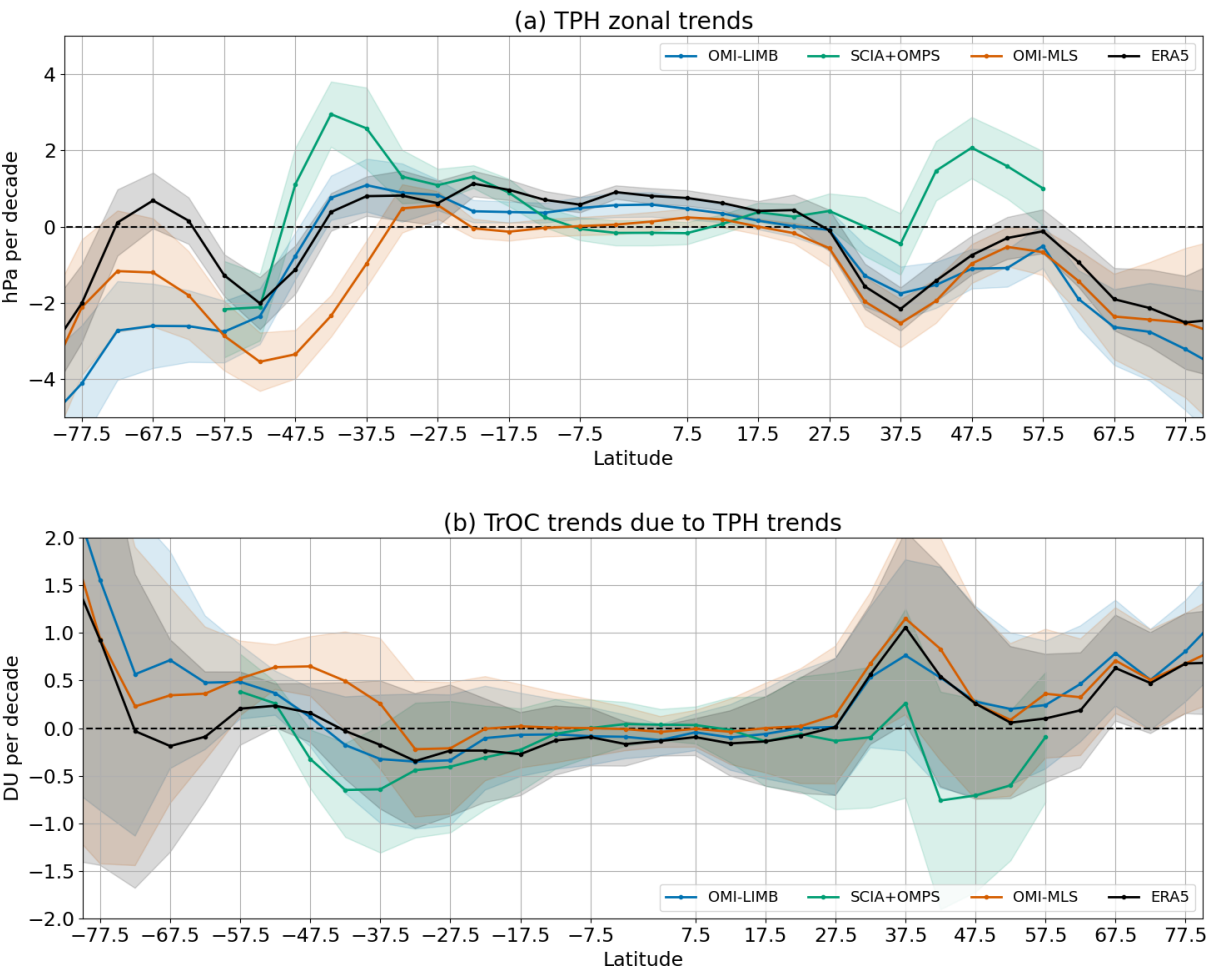 (a) TPH zonal trends
OMI-LIMB SCIA+OMPS OMI-MLS ERA5
4
2
0
−2
−4
hPa per decade
−77.5 −67.5 −57.5 −47.5 −37.5 −27.5 −17.5 −7.5 7.5 17.5 27.5 37.5 47.5 57.5 67.5 77.5
Latitude
(b) TrOC trends due to TPH trends
2.0
1.5
1.0
0.5
0.0
−0.5
−1.0
−1.5
−2.0
DU per decade
OMI-LIMB SCIA+OMPS OMI-MLS ERA5
−77.5 −67.5 −57.5 −47.5 −37.5 −27.5 −17.5 −7.5 7.5 17.5 27.5 37.5 47.5 57.5 67.5 77.5
Latitude